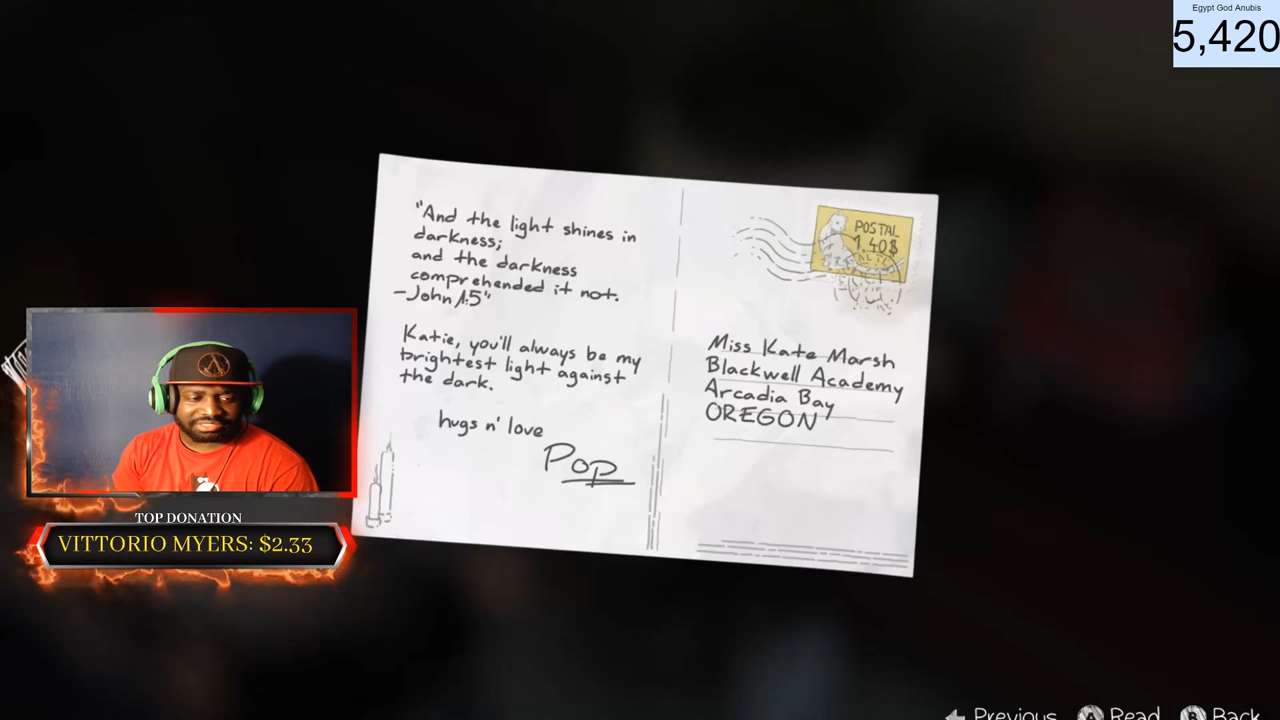 Egypt God Anubis
5,420
"And the light shines in
darkness;
and the darkness
comprehended it not.
-John 1:5"
Katie, you'll always be my
brightest light against
the dark.
hugs n' love
Pop
POSTAL
1.40$
Miss Kate Marsh
Blackwell Academy
Arcadia Bay
OREGON
TOP DONATION
VITTORIO MYERS: $2.33
Previous
Read
Back